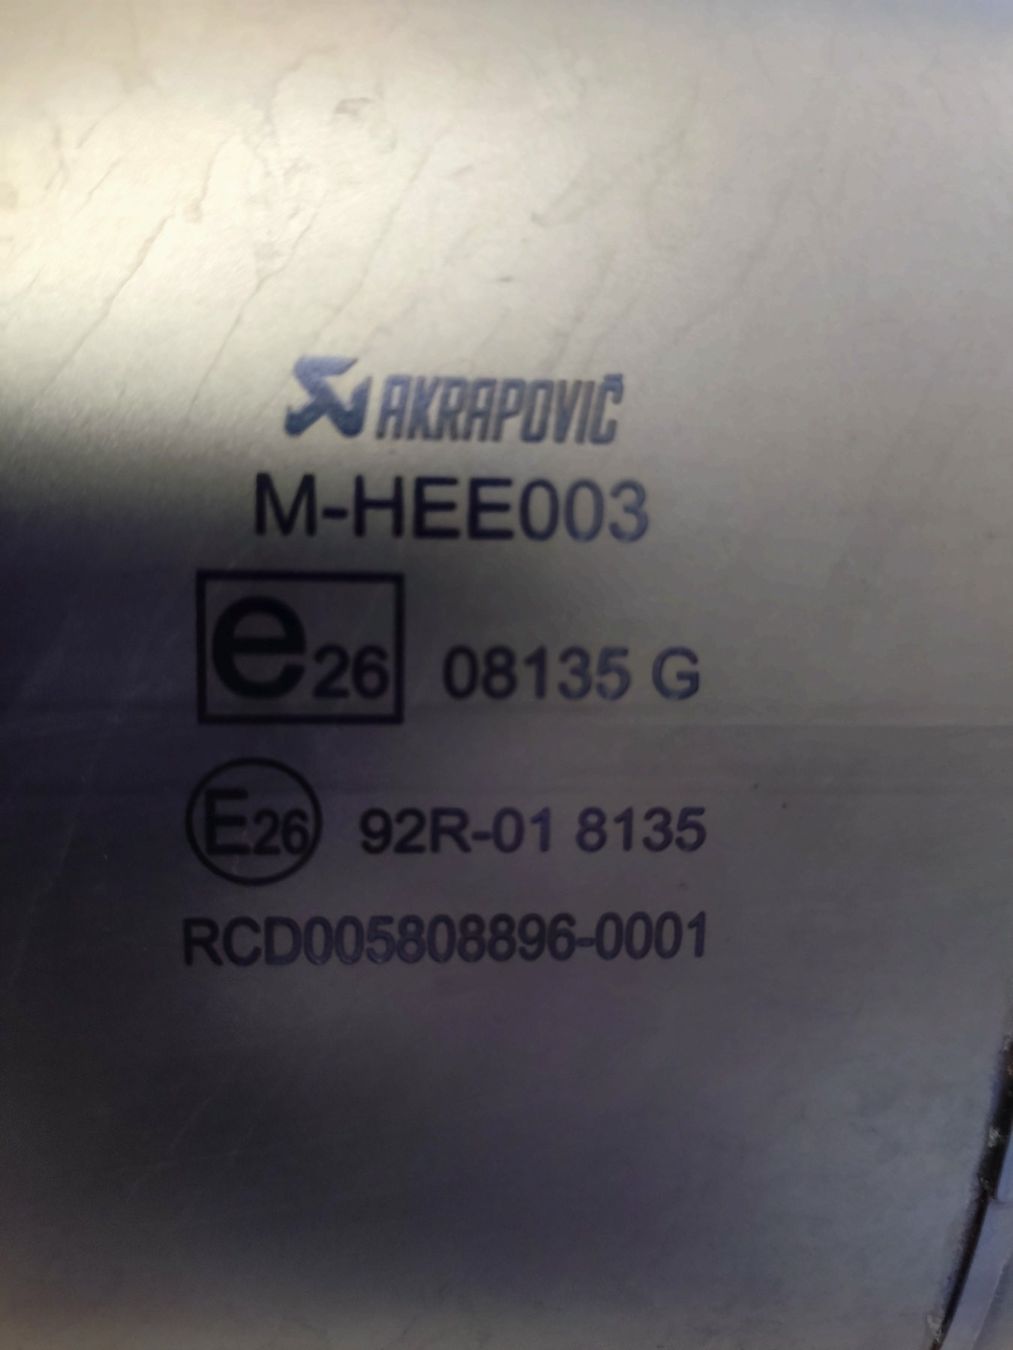 AKRAPOVIČ
M-HEE003
e26 08135 G
E26 92R-01 8135
RCD005808896-0001